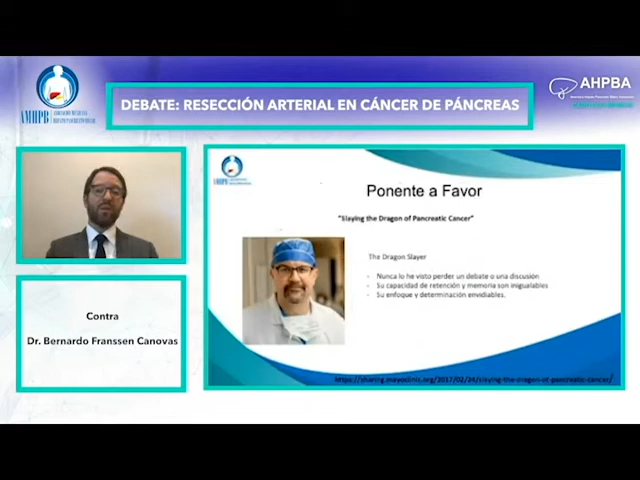 AMHPB
AHPBA
DEBATE: RESECCIÓN ARTERIAL EN CÁNCER DE PÁNCREAS
Contra
Dr. Bernardo Franssen Canovas
Ponente a Favor
"Slaying the Dragon of Pancreatic Cancer"
The Dragon Slayer
- Nunca lo he visto perder un debate o una discusión
- Su capacidad de retención y memoria son inigualables
- Su enfoque y determinación envidiables.
https://sharing.mayoclinic.org/2017/02/24/slaying-the-dragon-of-pancreatic-cancer/